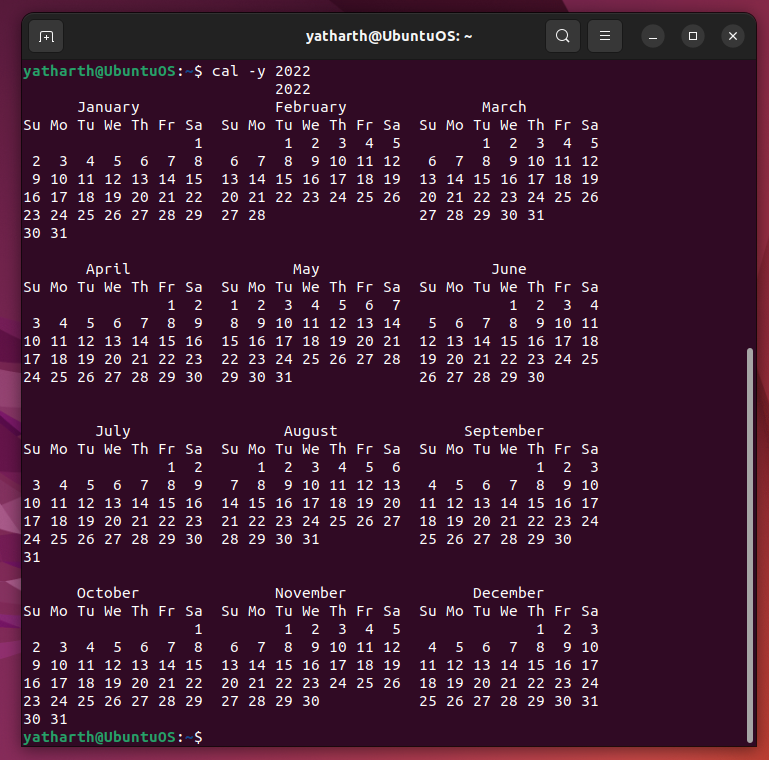 yatharth@UbuntuOS: ~
yatharth@UbuntuOS:~$ cal -y 2022
                            2022
      January               February               March
Su Mo Tu We Th Fr Sa  Su Mo Tu We Th Fr Sa  Su Mo Tu We Th Fr Sa
                   1         1  2  3  4  5         1  2  3  4  5
 2  3  4  5  6  7  8   6  7  8  9 10 11 12   6  7  8  9 10 11 12
 9 10 11 12 13 14 15  13 14 15 16 17 18 19  13 14 15 16 17 18 19
16 17 18 19 20 21 22  20 21 22 23 24 25 26  20 21 22 23 24 25 26
23 24 25 26 27 28 29  27 28                 27 28 29 30 31
30 31
       April                  May                   June
Su Mo Tu We Th Fr Sa  Su Mo Tu We Th Fr Sa  Su Mo Tu We Th Fr Sa
                1  2   1  2  3  4  5  6  7            1  2  3  4
 3  4  5  6  7  8  9   8  9 10 11 12 13 14   5  6  7  8  9 10 11
10 11 12 13 14 15 16  15 16 17 18 19 20 21  12 13 14 15 16 17 18
17 18 19 20 21 22 23  22 23 24 25 26 27 28  19 20 21 22 23 24 25
24 25 26 27 28 29 30  29 30 31              26 27 28 29 30
        July                 August              September
Su Mo Tu We Th Fr Sa  Su Mo Tu We Th Fr Sa  Su Mo Tu We Th Fr Sa
                1  2      1  2  3  4  5  6               1  2  3
 3  4  5  6  7  8  9   7  8  9 10 11 12 13   4  5  6  7  8  9 10
10 11 12 13 14 15 16  14 15 16 17 18 19 20  11 12 13 14 15 16 17
17 18 19 20 21 22 23  21 22 23 24 25 26 27  18 19 20 21 22 23 24
24 25 26 27 28 29 30  28 29 30 31           25 26 27 28 29 30
31
      October               November              December
Su Mo Tu We Th Fr Sa  Su Mo Tu We Th Fr Sa  Su Mo Tu We Th Fr Sa
                   1         1  2  3  4  5               1  2  3
 2  3  4  5  6  7  8   6  7  8  9 10 11 12   4  5  6  7  8  9 10
 9 10 11 12 13 14 15  13 14 15 16 17 18 19  11 12 13 14 15 16 17
16 17 18 19 20 21 22  20 21 22 23 24 25 26  18 19 20 21 22 23 24
23 24 25 26 27 28 29  27 28 29 30           25 26 27 28 29 30 31
30 31
yatharth@UbuntuOS:~$